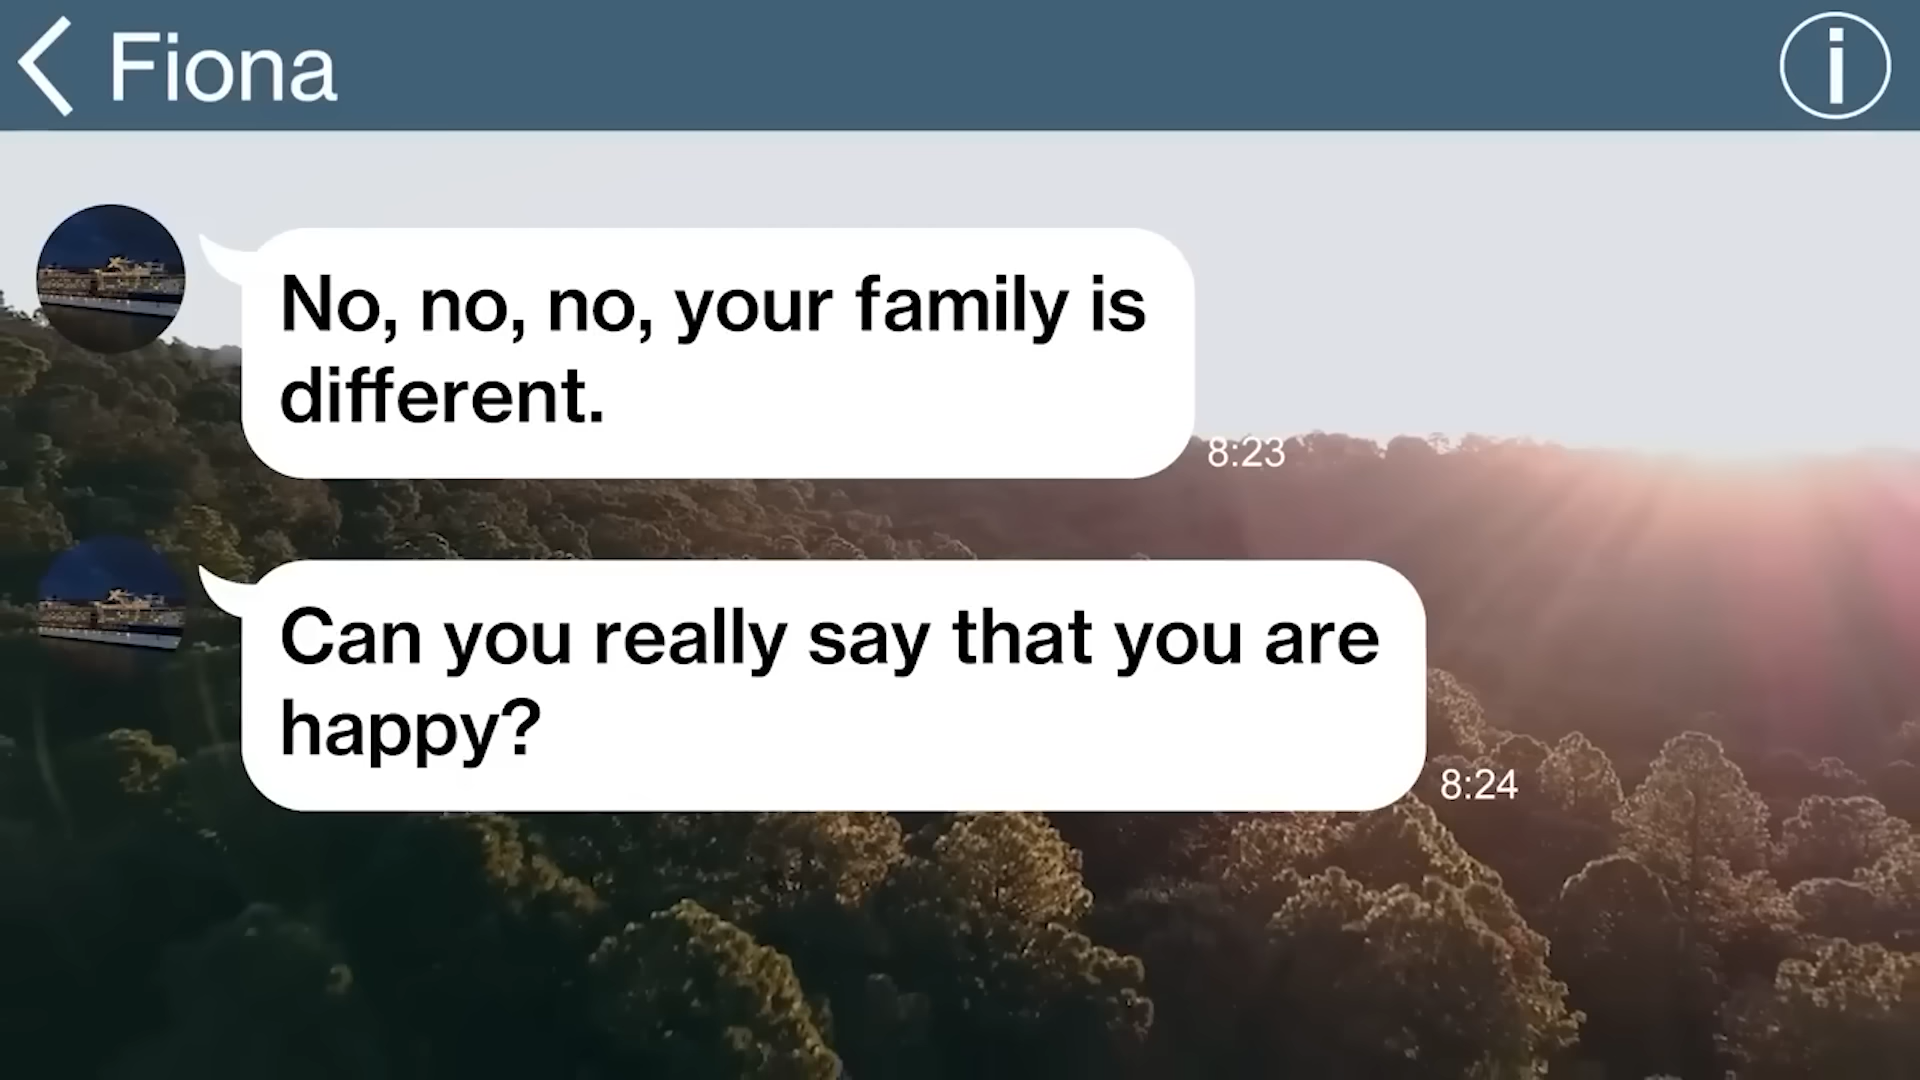 Fiona
No, no, no, your family is
different.
8:23
Can you really say that you are
happy?
8:24